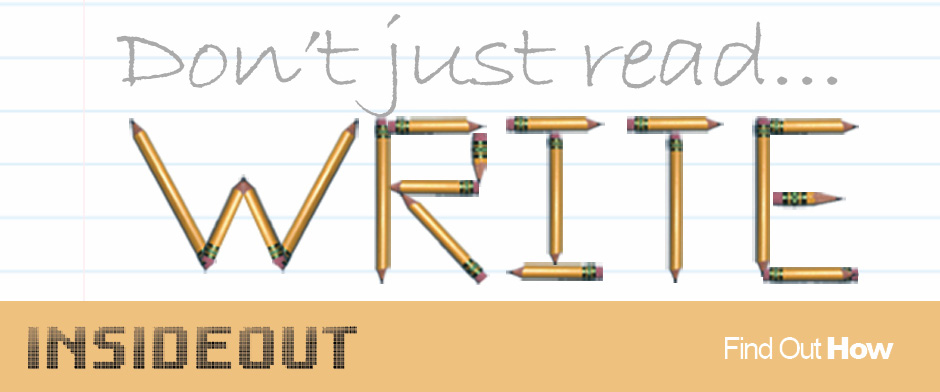 Don't just read...
WRITE
INSIDEOUT
Find Out How